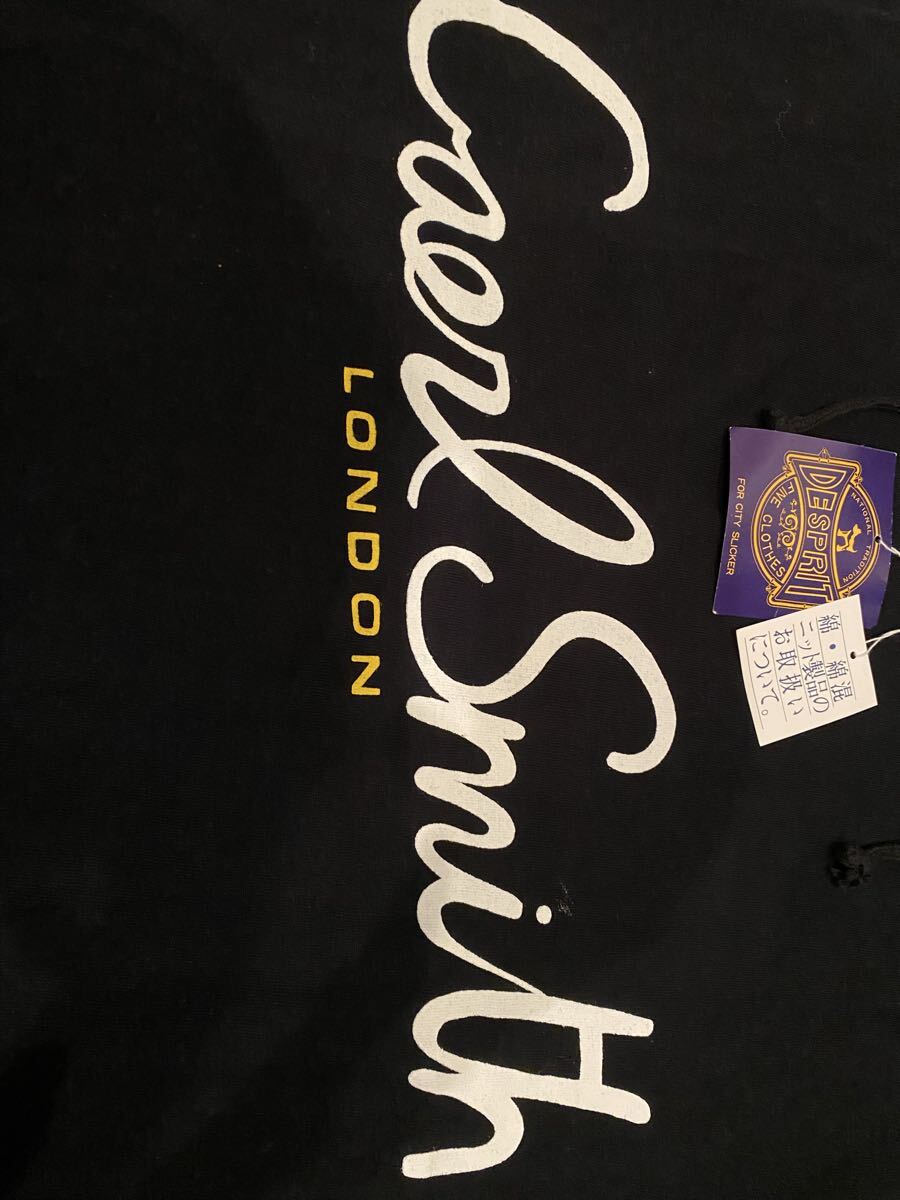 Caorl Smith
LONDON
NATIONAL TRADITION
DESPRIT
FINE CLOTHES
FOR CITY SLICKER
綿・綿混
ニット製品の
お取扱い
について。